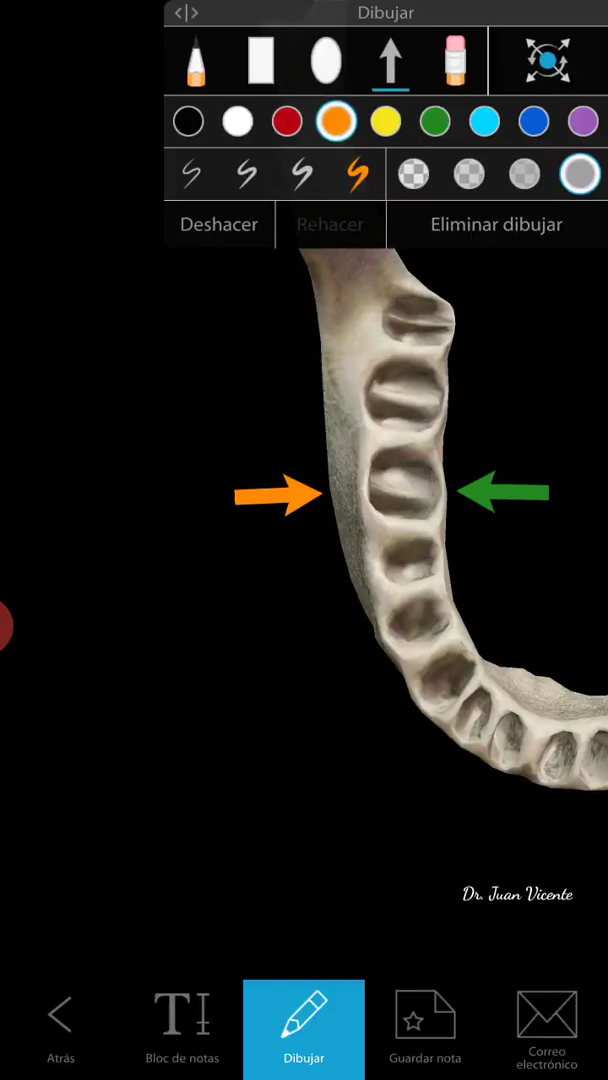 Dibujar
Deshacer
Rehacer
Eliminar dibujar
Dr. Juan Vicente
Atrás
Bloc de notas
Dibujar
Guardar nota
Correo
electrónico